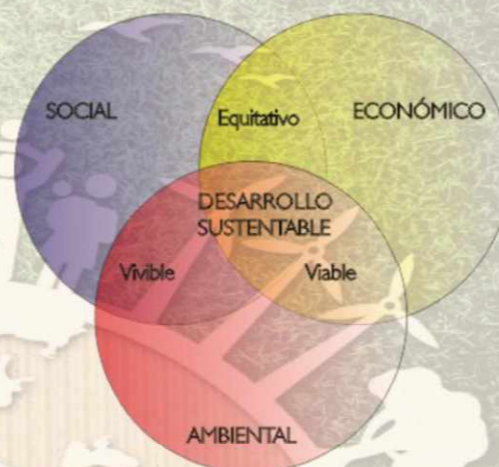 SOCIAL
Equitativo
ECONÓMICO
DESARROLLO
SUSTENTABLE
Vivible
Viable
AMBIENTAL